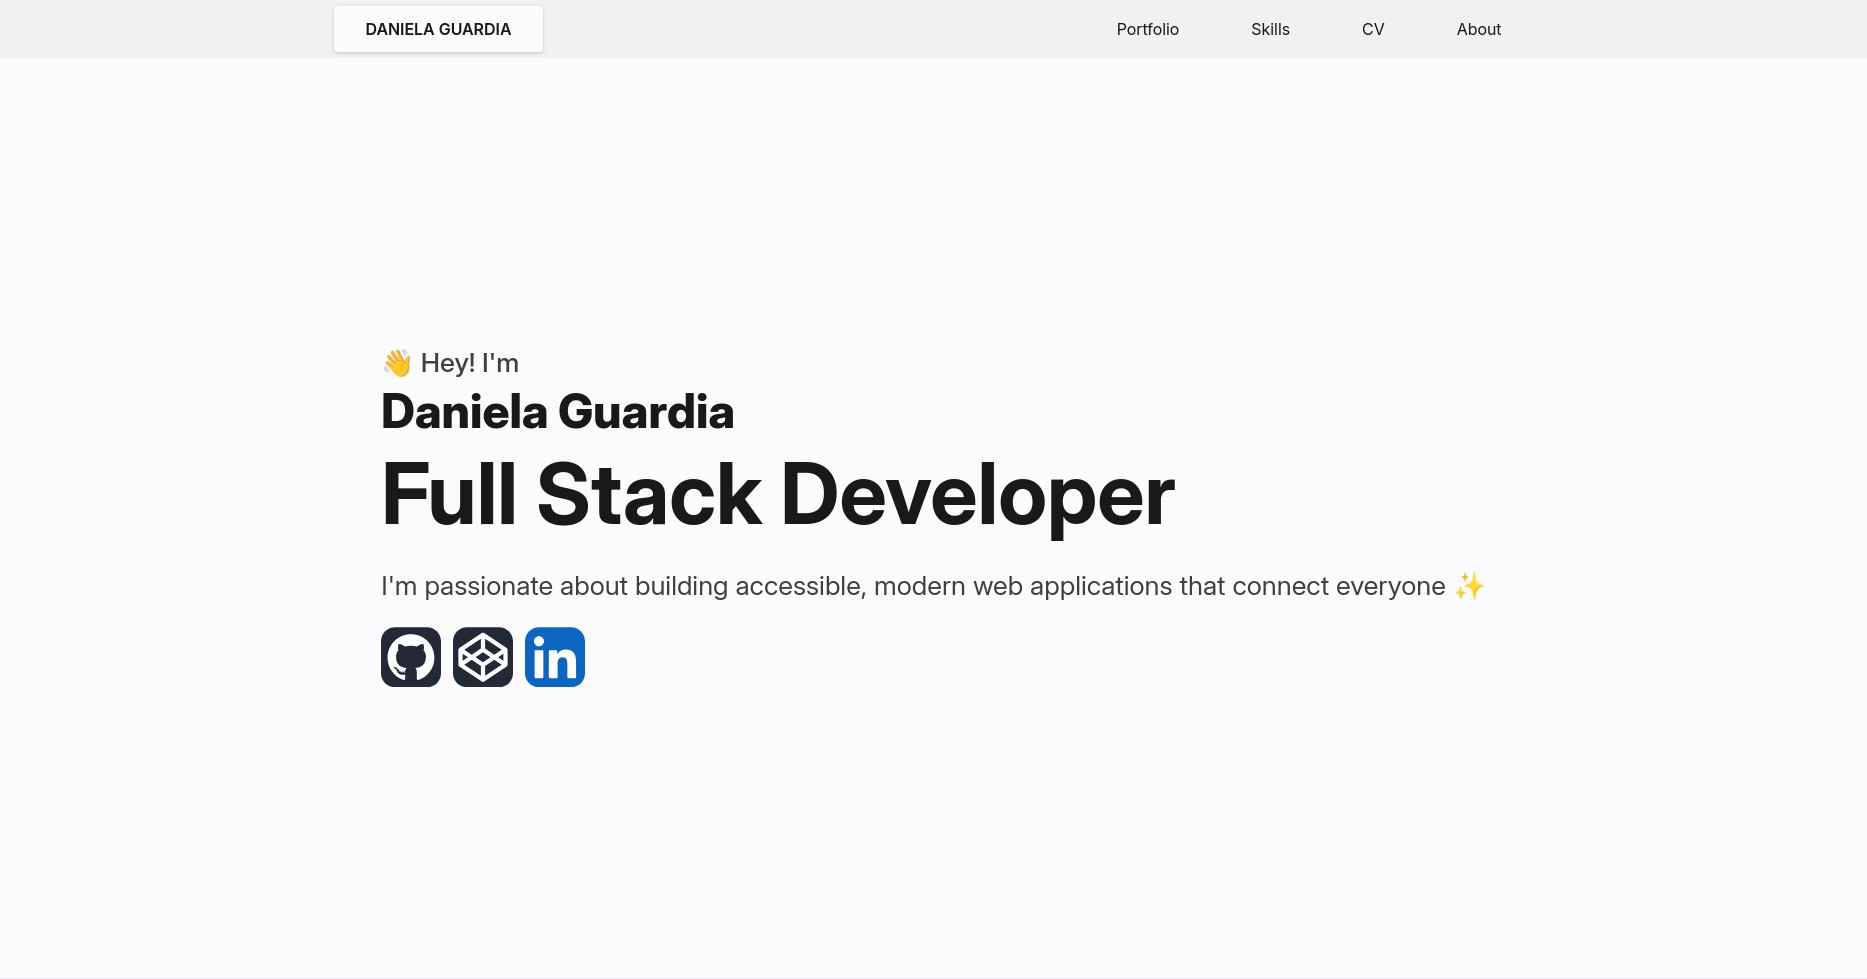 DANIELA GUARDIA
Portfolio
Skills
CV
About
👋 Hey! I'm
Daniela Guardia
Full Stack Developer
I'm passionate about building accessible, modern web applications that connect everyone ✨
in